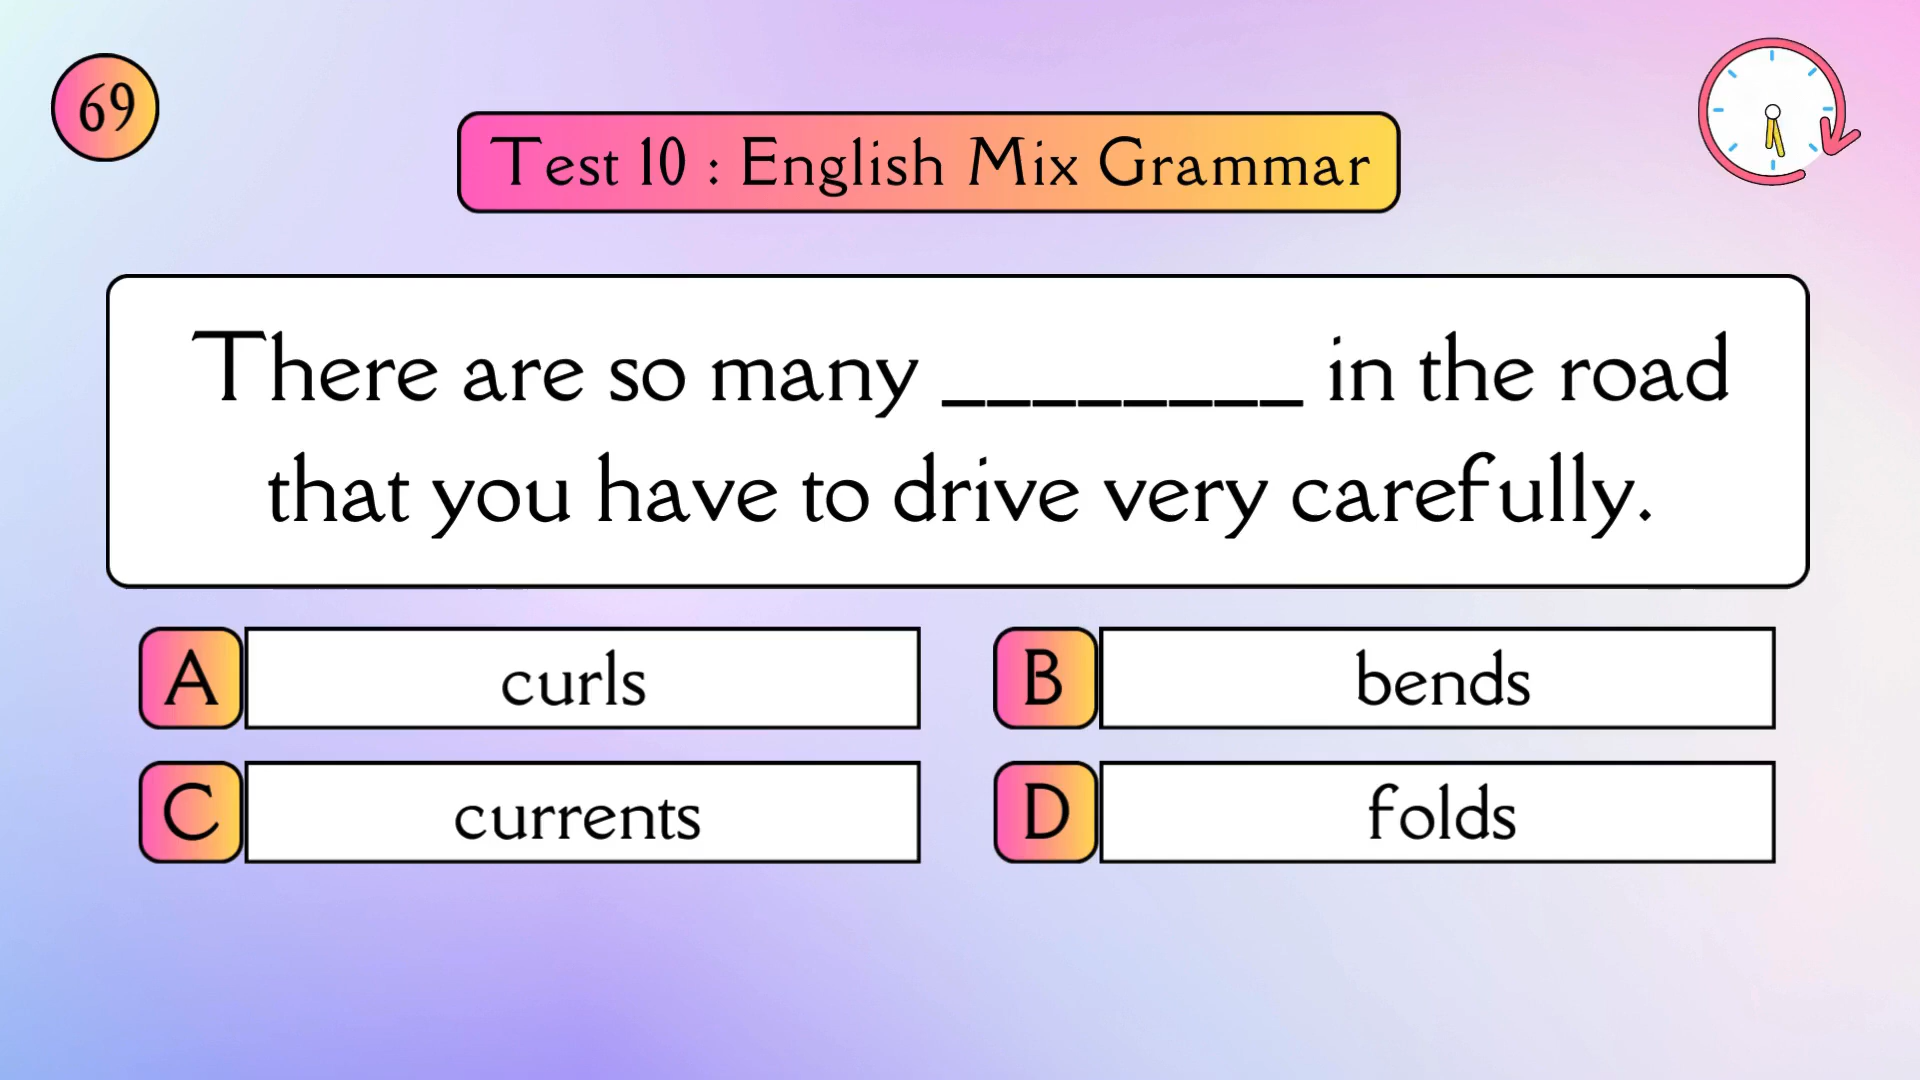 69
Test 10 : English Mix Grammar
There are so many ________ in the road
that you have to drive very carefully.
A curls
B bends
C currents
D folds